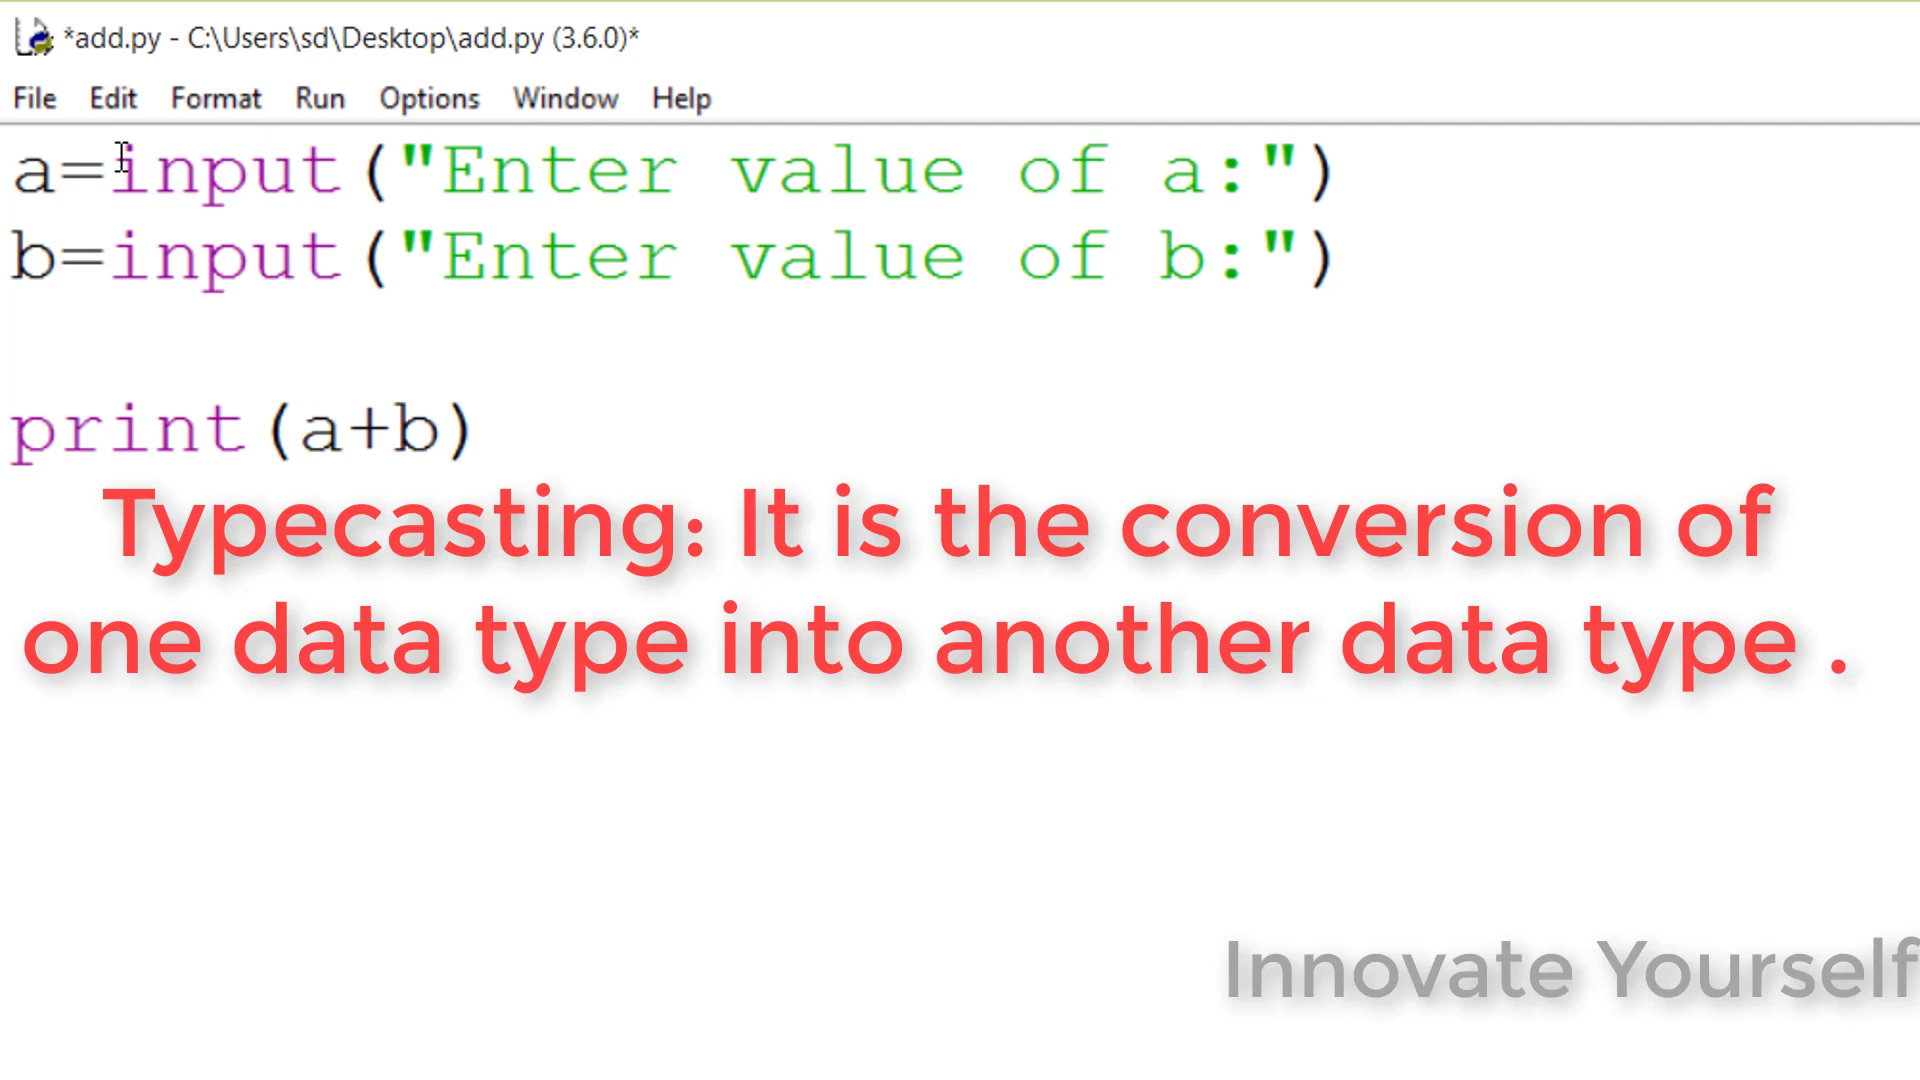 *add.py - C:\Users\sd\Desktop\add.py (3.6.0)*
File Edit Format Run Options Window Help
a=input("Enter value of a:")
b=input("Enter value of b:")
print(a+b)
Typecasting: It is the conversion of
one data type into another data type .
Innovate Yourself